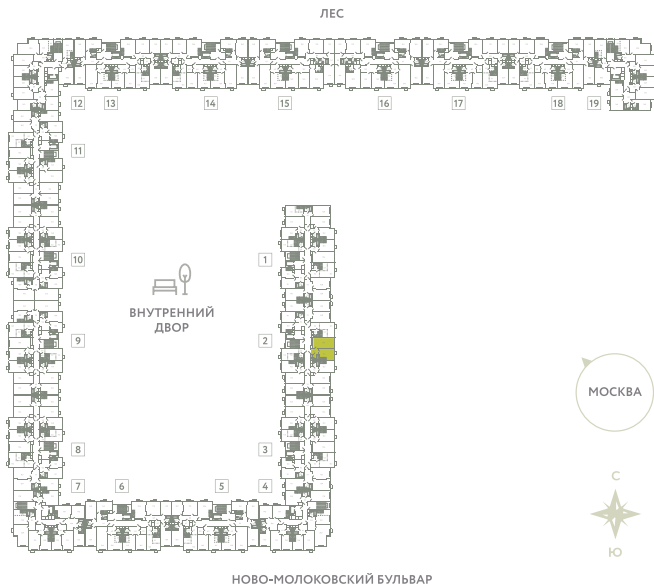 ЛЕС
12 13 14 15 16 17 18 19
11
10 1
ВНУТРЕННИЙ
ДВОР
9 2
МОСКВА
8 3
7 6 5 4
С
Ю
НОВО-МОЛОКОВСКИЙ БУЛЬВАР